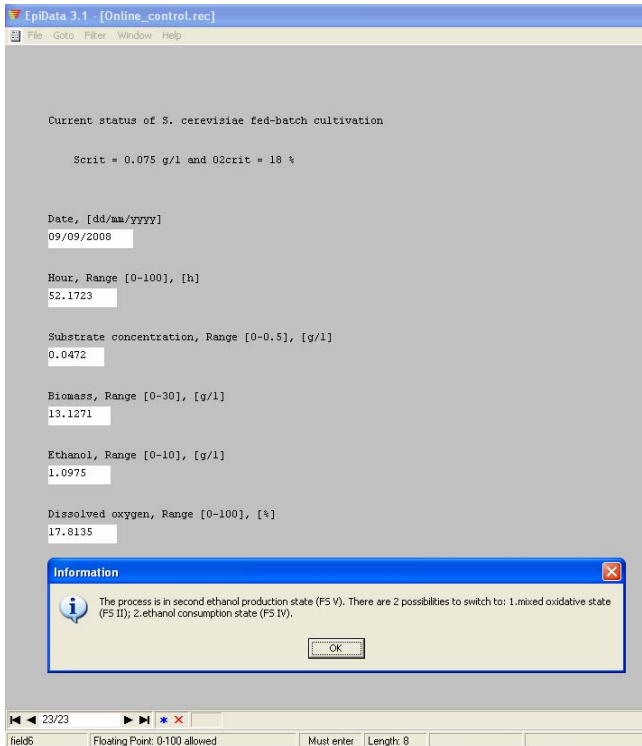 EpiData 3.1 - [Online_control.rec]
File Goto Filter Window Help
Current status of S. cerevisiae fed-batch cultivation
Scrit = 0.075 g/l and O2crit = 18 %
Date, [dd/mm/yyyy]
09/09/2008
Hour, Range [0-100], [h]
52.1723
Substrate concentration, Range [0-0.5], [g/l]
0.0472
Biomass, Range [0-30], [g/l]
13.1271
Ethanol, Range [0-10], [g/l]
1.0975
Dissolved oxygen, Range [0-100], [%]
17.8135
Information
The process is in second ethanol production state (FS V). There are 2 possibilities to switch to: 1.mixed oxidative state
(FS II); 2.ethanol consumption state (FS IV).
OK
23/23
field6 Floating Point: 0-100 allowed Must enter Length: 8